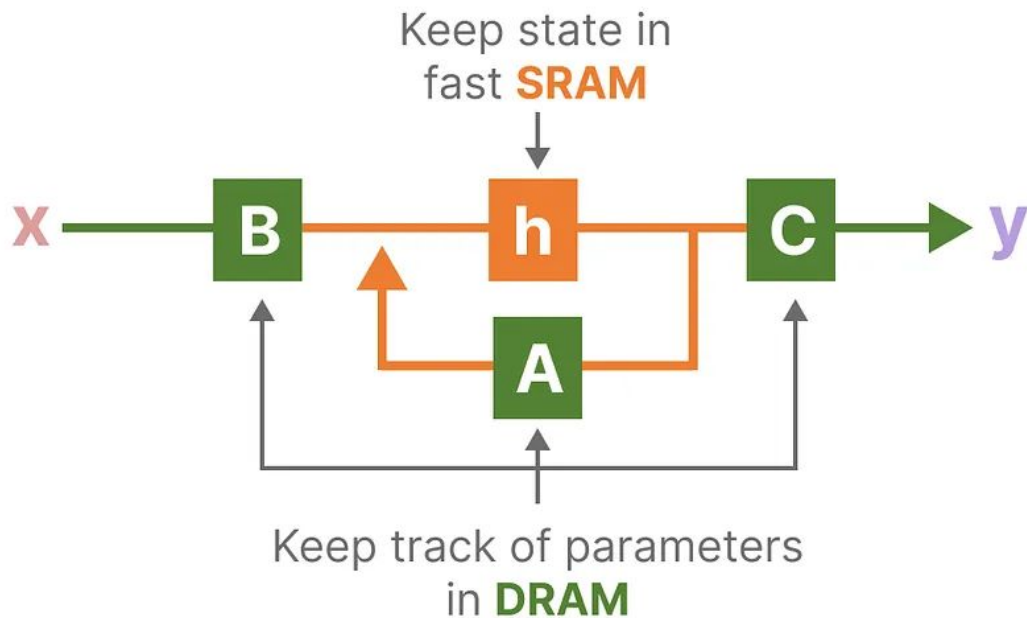 Keep state in
fast SRAM
x
B
h
C
y
A
Keep track of parameters
in DRAM